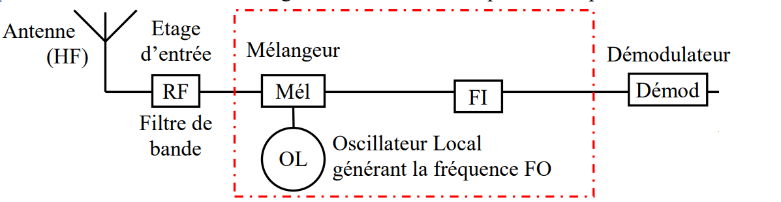 Antenne
(HF)
Etage
d'entrée
RF
Filtre de
bande
Mélangeur
Mél
OL
Oscillateur Local
générant la fréquence FO
FI
Démodulateur
Démod